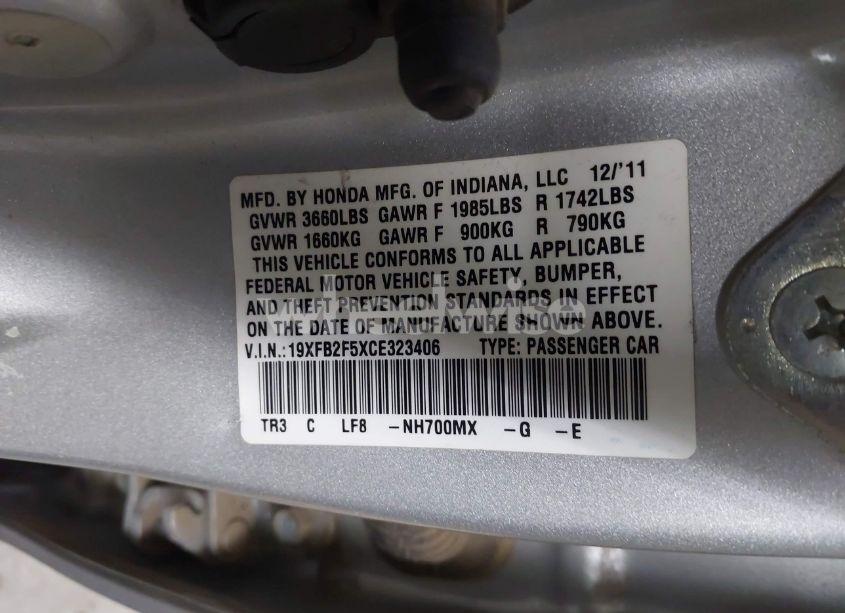 MFD. BY HONDA MFG. OF INDIANA, LLC 12/'11
GVWR 3660LBS GAWR F 1985LBS R 1742LBS
GVWR 1660KG GAWR F 900KG R 790KG
THIS VEHICLE CONFORMS TO ALL APPLICABLE
FEDERAL MOTOR VEHICLE SAFETY, BUMPER,
AND THEFT PREVENTION STANDARDS IN EFFECT
ON THE DATE OF MANUFACTURE SHOWN ABOVE.
V.I.N.:19XFB2F5XCE323406 TYPE: PASSENGER CAR
TR3 C LF8 -NH700MX -G -E